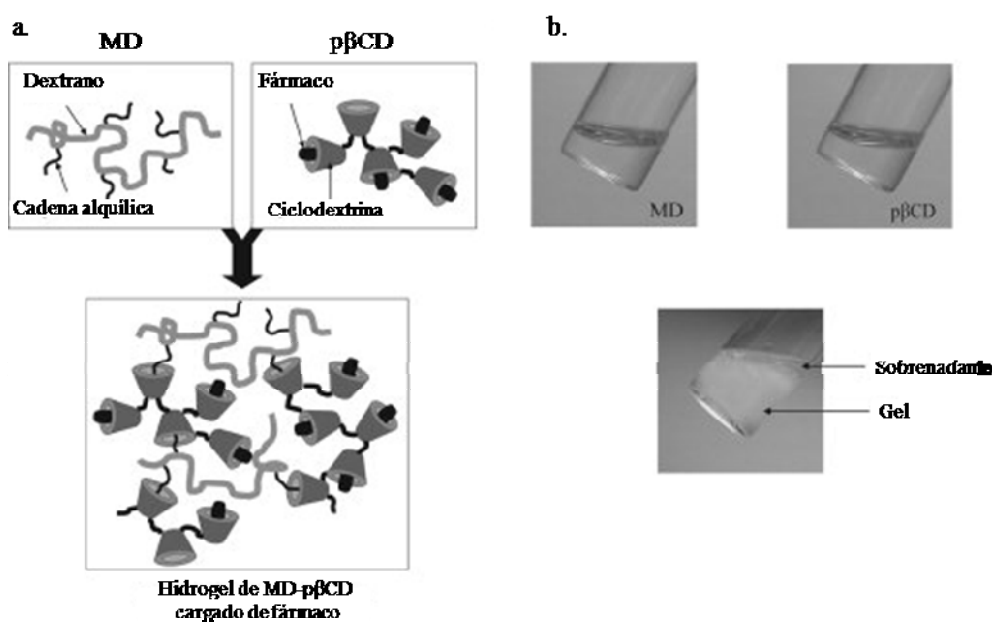 a.
MD
pβCD
Dextrano
Cadena alquílica
Fármaco
Ciclodextrina
Hidrogel de MD-pβCD
cargado de fármaco
b.
MD
pβCD
Sobrenadante
Gel